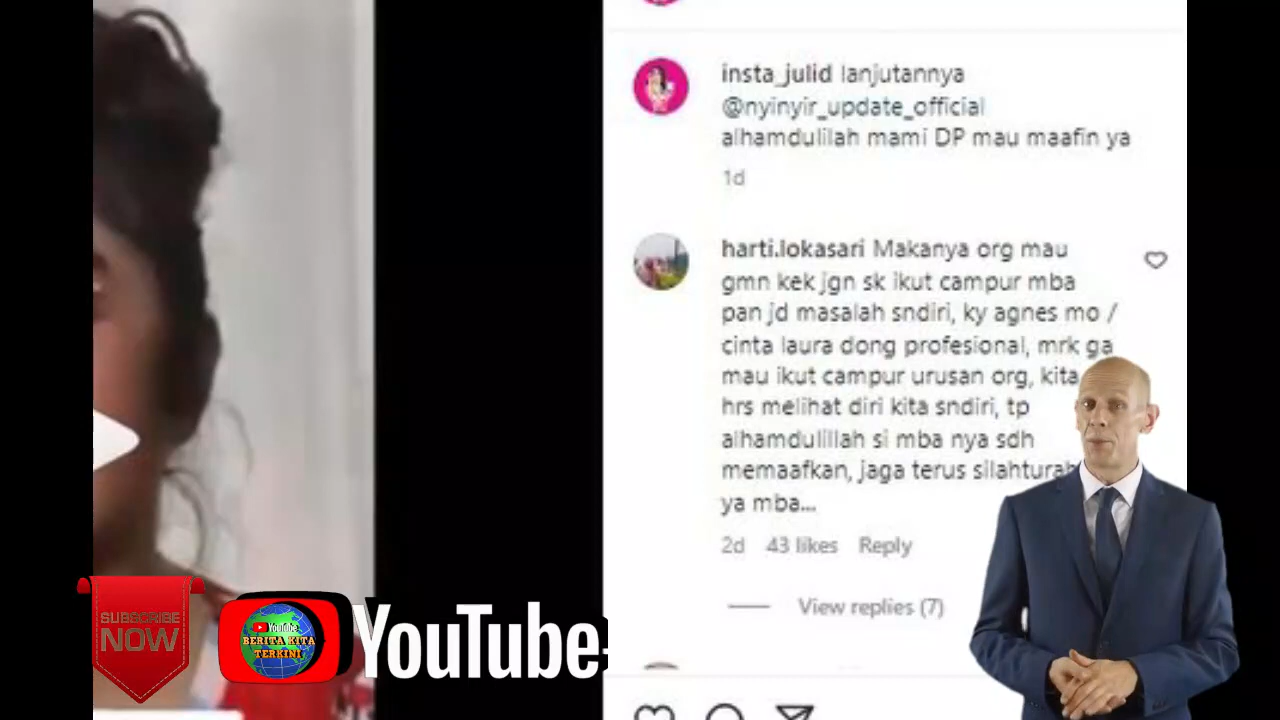 insta_julid lanjutannya
@nyinyir_update_official
alhamdulilah mami DP mau maafin ya
1d
harti.lokasari Makanya org mau
gmn kek jgn sk ikut campur mba
pan jd masalah sndiri, ky agnes mo /
cinta laura dong profesional, mrk ga
mau ikut campur urusan org, kita
hrs melihat diri kita sndiri, tp
alhamdulillah si mba nya sdh
memaafkan, jaga terus
ya mba...
2d 43 likes Reply
View replies (7)
SUBSCRIBE
NOW
YouTube
BERITA KITA
TERKINI
YouTube